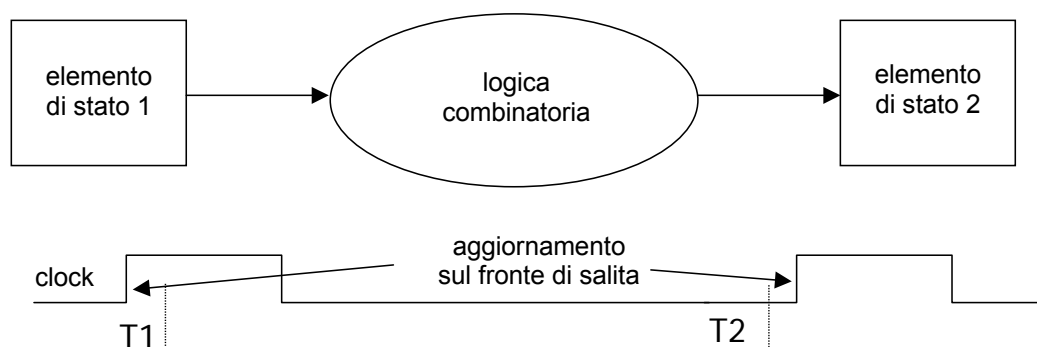 elemento
di stato 1
logica
combinatoria
elemento
di stato 2
clock
aggiornamento
sul fronte di salita
T1
T2